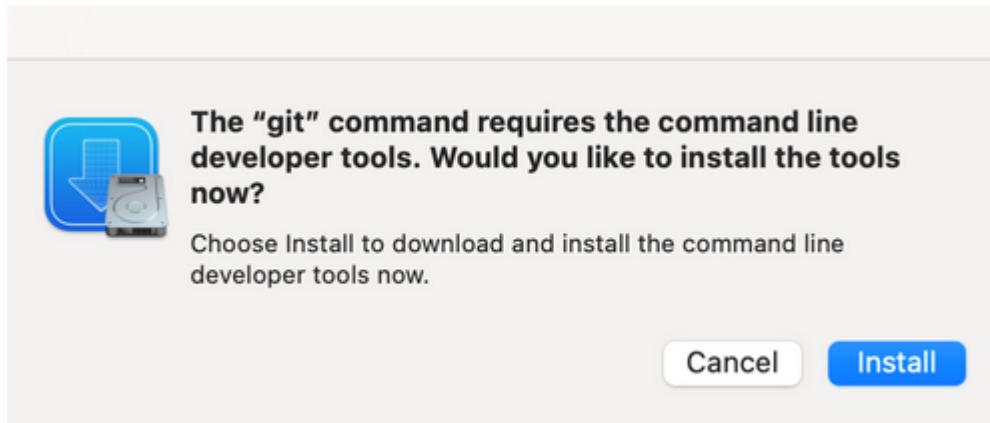 The “git” command requires the command line
developer tools. Would you like to install the tools
now?
Choose Install to download and install the command line
developer tools now.
Cancel
Install